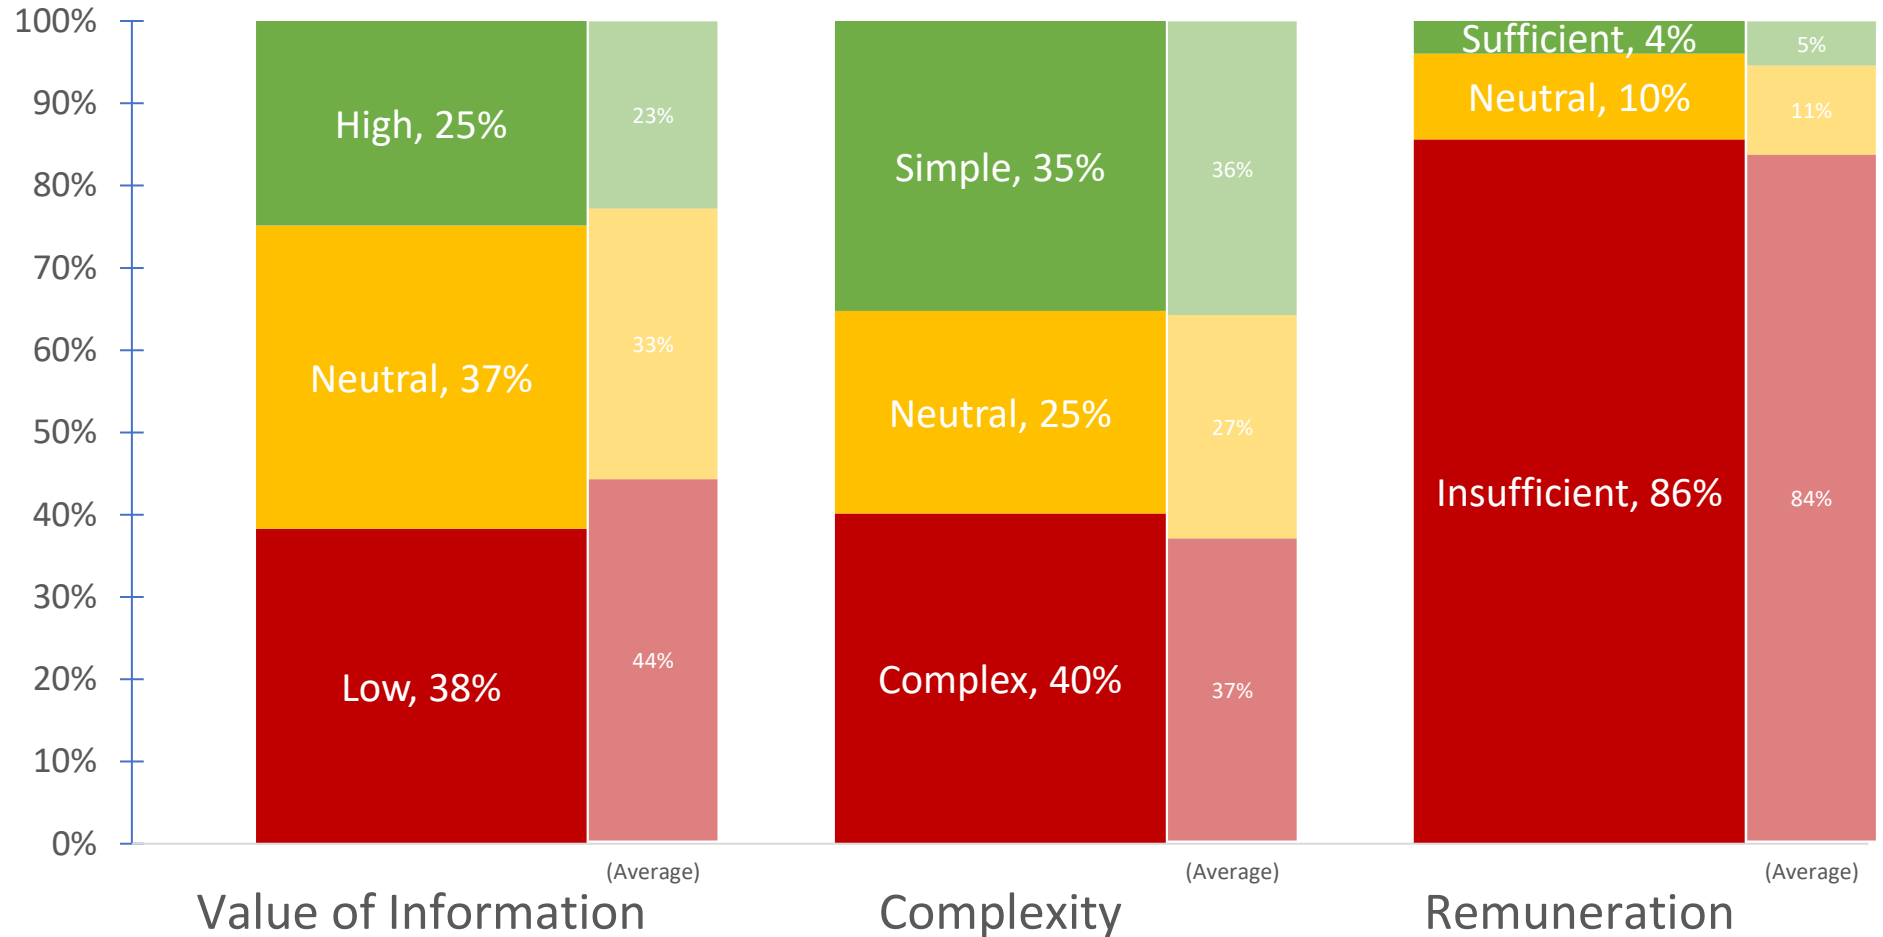 100%
90%
80%
70%
60%
50%
40%
30%
20%
10%
0%
High, 25%
Neutral, 37%
Low, 38%
23%
33%
44%
(Average)
Value of Information
Simple, 35%
Neutral, 25%
Complex, 40%
36%
27%
37%
(Average)
Complexity
Sufficient, 4%
Neutral, 10%
Insufficient, 86%
5%
11%
84%
(Average)
Remuneration